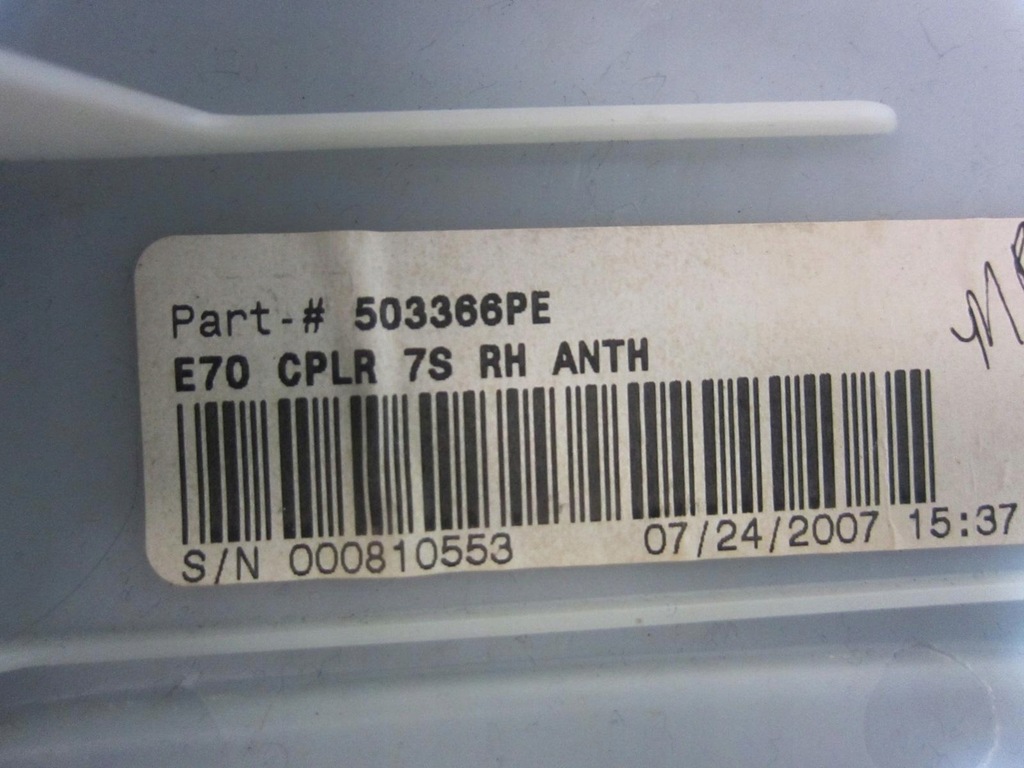 Part-# 503366PE
E70 CPLR 7S RH ANTH
S/N 000810553 07/24/2007 15:37